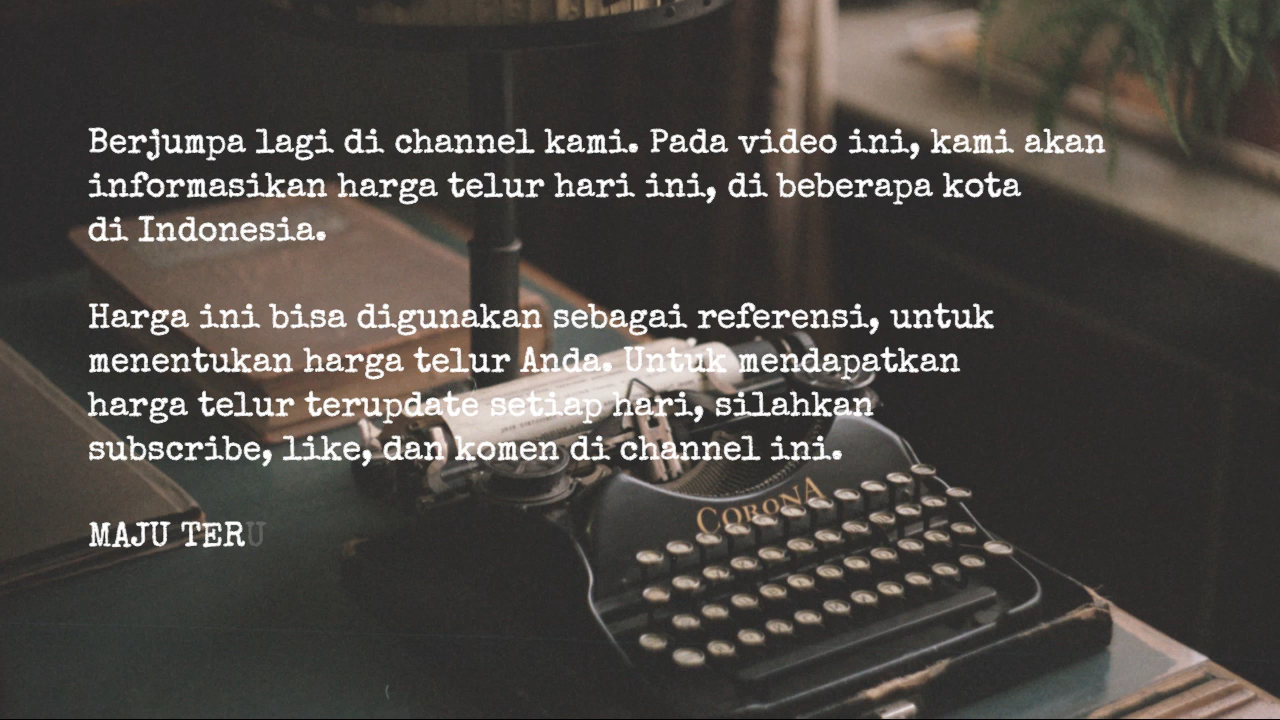 Berjumpa lagi di channel kami. Pada video ini, kami akan
informasikan harga telur hari ini, di beberapa kota
di Indonesia.
Harga ini bisa digunakan sebagai referensi, untuk
menentukan harga telur Anda. Untuk mendapatkan
harga telur terupdate setiap hari, silahkan
subscribe, like, dan komen di channel ini.
MAJU TERU
CORONA